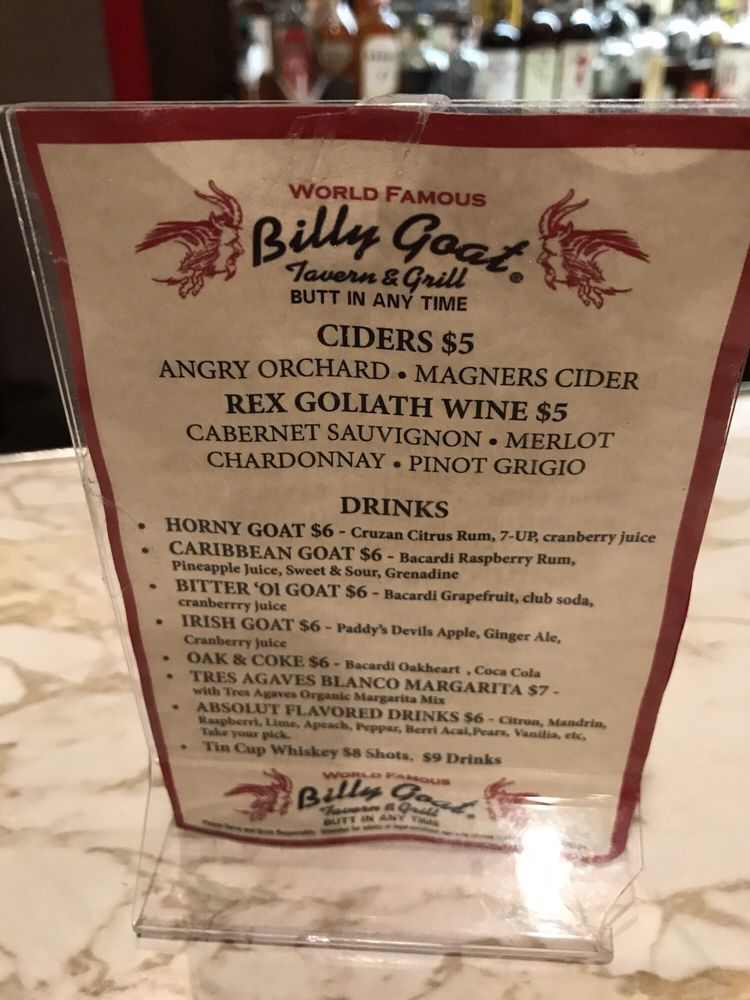 WORLD FAMOUS
Billy Goat®
Tavern & Grill
BUTT IN ANY TIME
CIDERS $5
ANGRY ORCHARD • MAGNERS CIDER
REX GOLIATH WINE $5
CABERNET SAUVIGNON • MERLOT
CHARDONNAY • PINOT GRIGIO
DRINKS
• HORNY GOAT $6 - Cruzan Citrus Rum, 7-UP, cranberry juice
• CARIBBEAN GOAT $6 - Bacardi Raspberry Rum,
Pineapple Juice, Sweet & Sour, Grenadine
• BITTER 'Ol GOAT $6 - Bacardi Grapefruit, club soda,
cranberrry juice
• IRISH GOAT $6 - Paddy's Devils Apple, Ginger Ale,
Cranberry juice
• OAK & COKE $6 - Bacardi Oakheart , Coca Cola
• TRES AGAVES BLANCO MARGARITA $7 -
with Tres Agaves Organic Margarita Mix
• ABSOLUT FLAVORED DRINKS $6 - Citron, Mandrin,
Raspberri, Lime, Apeach, Peppar, Berri Acai,Pears, Vanilia, etc,
Take your pick.
• Tin Cup Whiskey $8 Shots. $9 Drinks
WORLD FAMOUS
Billy Goat®
Tavern & Grill
BUTT IN ANY TIME